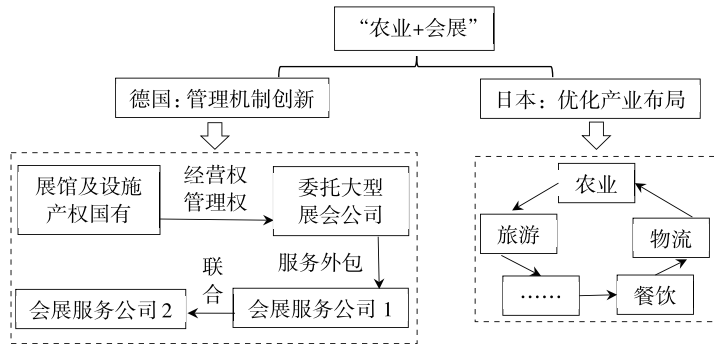 “农业+会展”
德国：管理机制创新
日本：优化产业布局
展馆及设施
产权国有
经营权
管理权
委托大型
展会公司
服务外包
会展服务公司1
联
合
会展服务公司2
农业
旅游
……
餐饮
物流